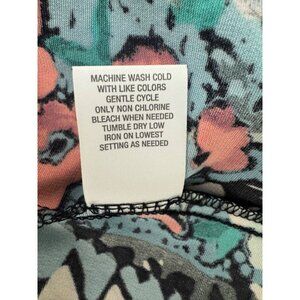 MACHINE WASH COLD
WITH LIKE COLORS
GENTLE CYCLE
ONLY NON CHLORINE
BLEACH WHEN NEEDED
TUMBLE DRY LOW
IRON ON LOWEST
SETTING AS NEEDED